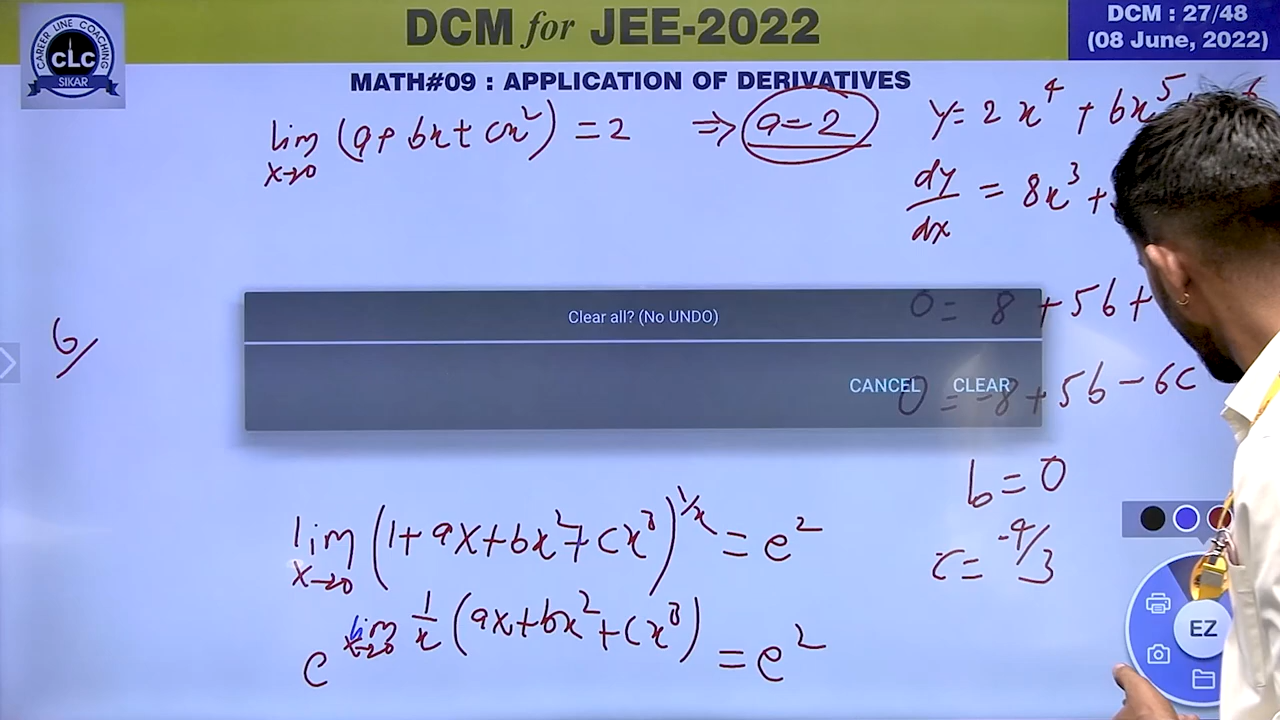 CAREER LINE COACHING
CLC
SIKAR
DCM for JEE-2022
DCM : 27/48
(08 June, 2022)
MATH#09 : APPLICATION OF DERIVATIVES
lim x→0 (a+bx+cx²) = 2 ⇒ a=2
y = 2x⁴ + bx⁵
dy/dx = 8x³ +
6/
Clear all? (No UNDO)
CANCEL CLEAR
0 = 8 + 5b +
0 = -8 + 5b - 6c
b = 0
c = -4/3
lim x→0 (1+ax+bx²+cx³)^(1/x) = e²
e^(lim x→0 1/x (ax+bx²+cx³)) = e²
EZ